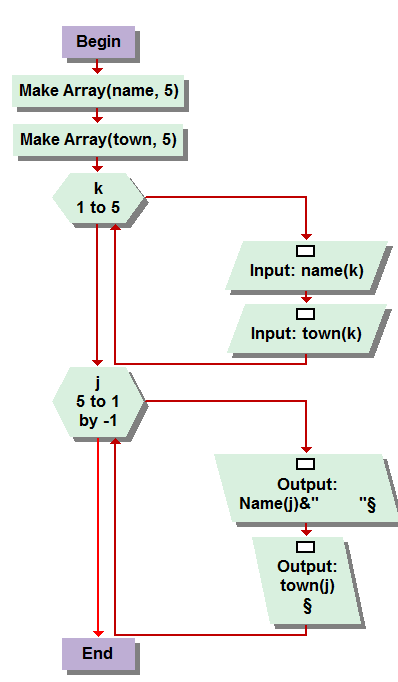 Begin
Make Array(name, 5)
Make Array(town, 5)
k
1 to 5
Input: name(k)
Input: town(k)
j
5 to 1
by -1
Output:
Name(j)&"        "§
Output:
town(j)
§
End